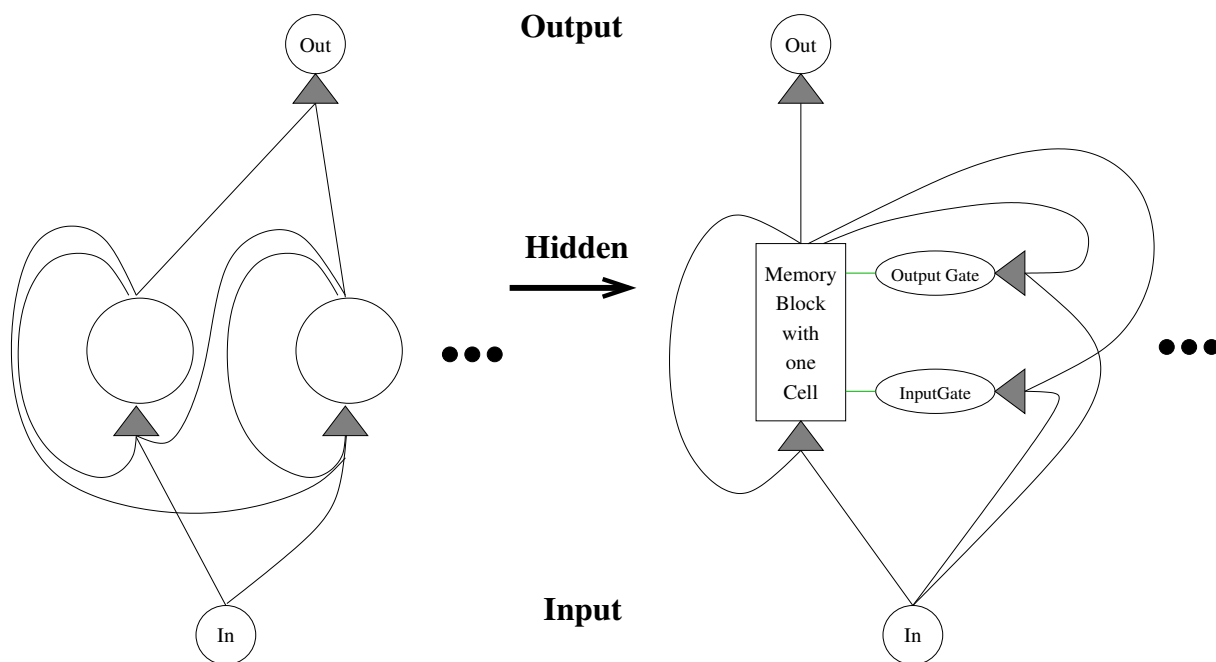 Output
Out
Out
Hidden
Memory
Block
with
one
Cell
Output Gate
InputGate
Input
In
In